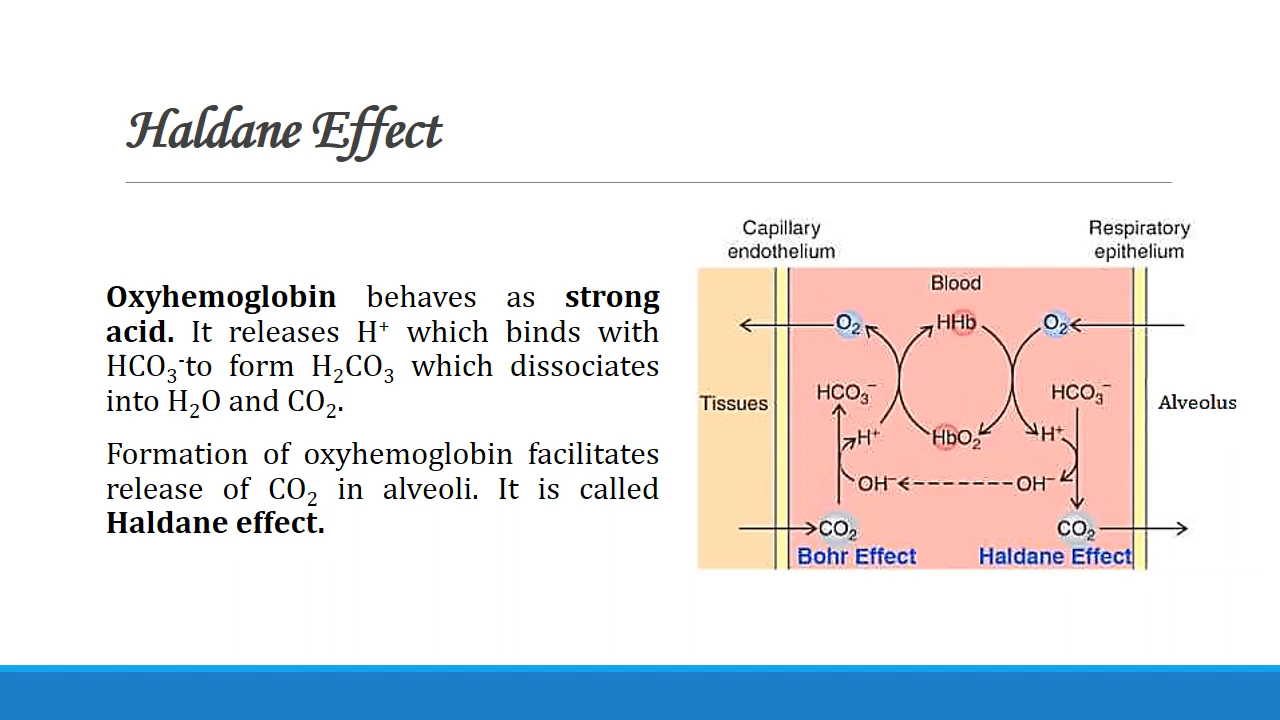 Haldane Effect
Oxyhemoglobin behaves as strong
acid. It releases H⁺ which binds with
HCO₃⁻to form H₂CO₃ which dissociates
into H₂O and CO₂.
Formation of oxyhemoglobin facilitates
release of CO₂ in alveoli. It is called
Haldane effect.
Capillary
endothelium
Respiratory
epithelium
Blood
O₂
HHb
O₂
HCO₃⁻
HCO₃⁻
Tissues
Alveolus
H⁺
HbO₂
H⁺
OH⁻
OH⁻
CO₂
CO₂
Bohr Effect
Haldane Effect